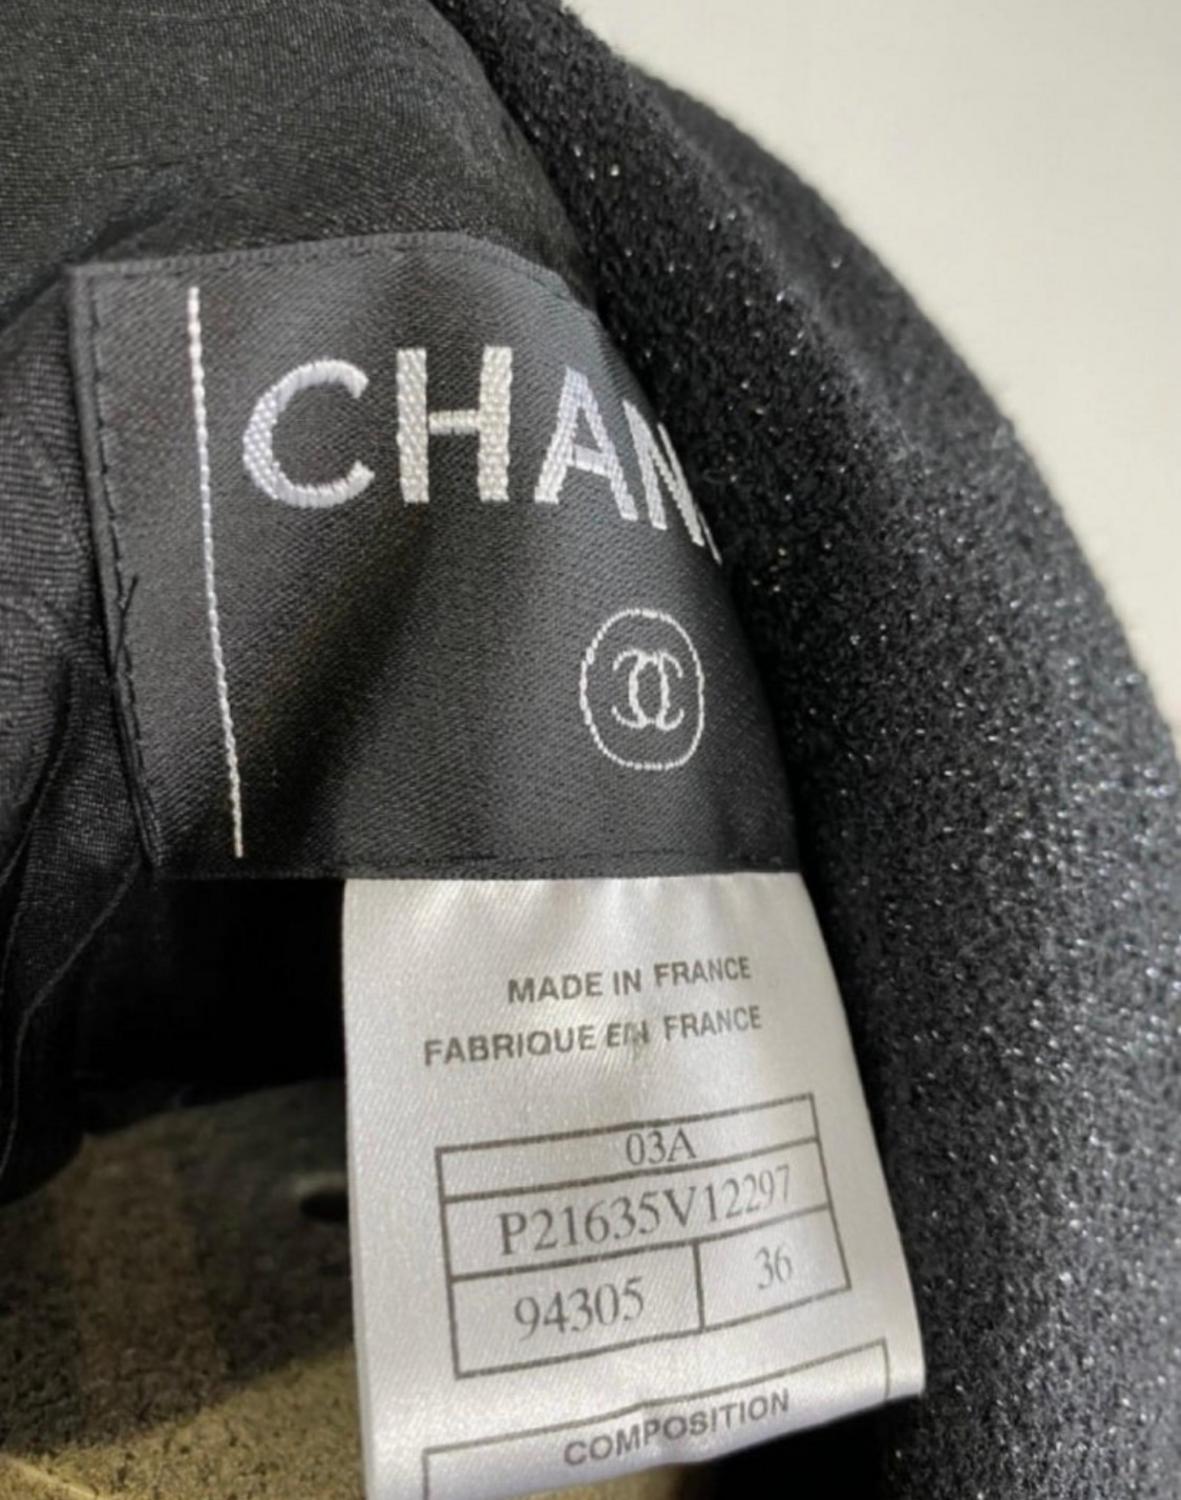 CHAN
MADE IN FRANCE
FABRIQUE EN FRANCE
03A
P21635V12297
94305
36
COMPOSITION